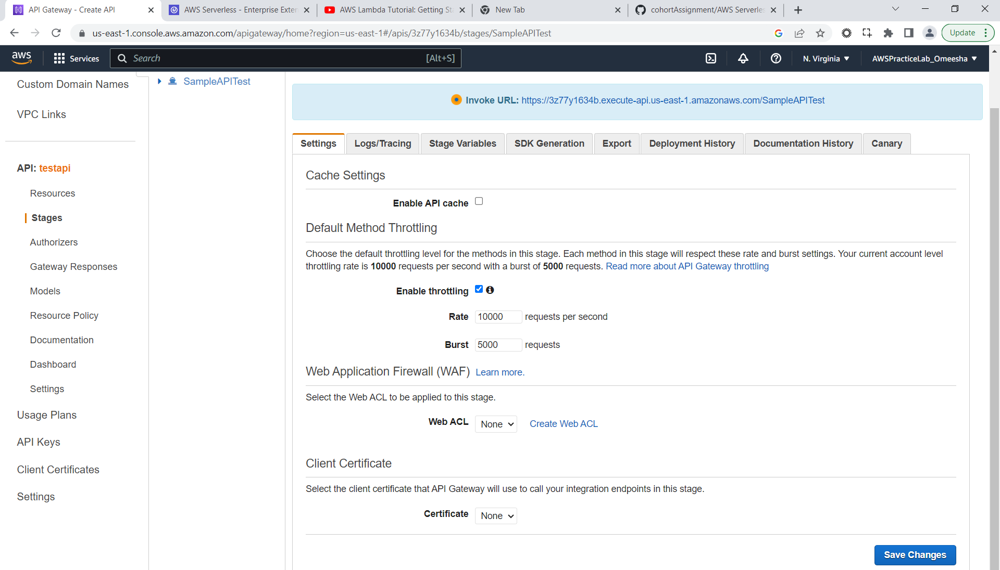 API Gateway - Create API
AWS Serverless - Enterprise Exten
AWS Lambda Tutorial: Getting Sta
New Tab
cohortAssignment/AWS Serverles
us-east-1.console.aws.amazon.com/apigateway/home?region=us-east-1#/apis/3z77y1634b/stages/SampleAPITest
Update
aws
Services
Search
[Alt+S]
N. Virginia
AWSPracticeLab_Omeesha
Custom Domain Names
VPC Links
API: testapi
Resources
Stages
Authorizers
Gateway Responses
Models
Resource Policy
Documentation
Dashboard
Settings
Usage Plans
API Keys
Client Certificates
Settings
SampleAPITest
Invoke URL: https://3z77y1634b.execute-api.us-east-1.amazonaws.com/SampleAPITest
Settings
Logs/Tracing
Stage Variables
SDK Generation
Export
Deployment History
Documentation History
Canary
Cache Settings
Enable API cache
Default Method Throttling
Choose the default throttling level for the methods in this stage. Each method in this stage will respect these rate and burst settings. Your current account level
throttling rate is 10000 requests per second with a burst of 5000 requests. Read more about API Gateway throttling
Enable throttling
Rate 10000 requests per second
Burst 5000 requests
Web Application Firewall (WAF) Learn more.
Select the Web ACL to be applied to this stage.
Web ACL None Create Web ACL
Client Certificate
Select the client certificate that API Gateway will use to call your integration endpoints in this stage.
Certificate None
Save Changes